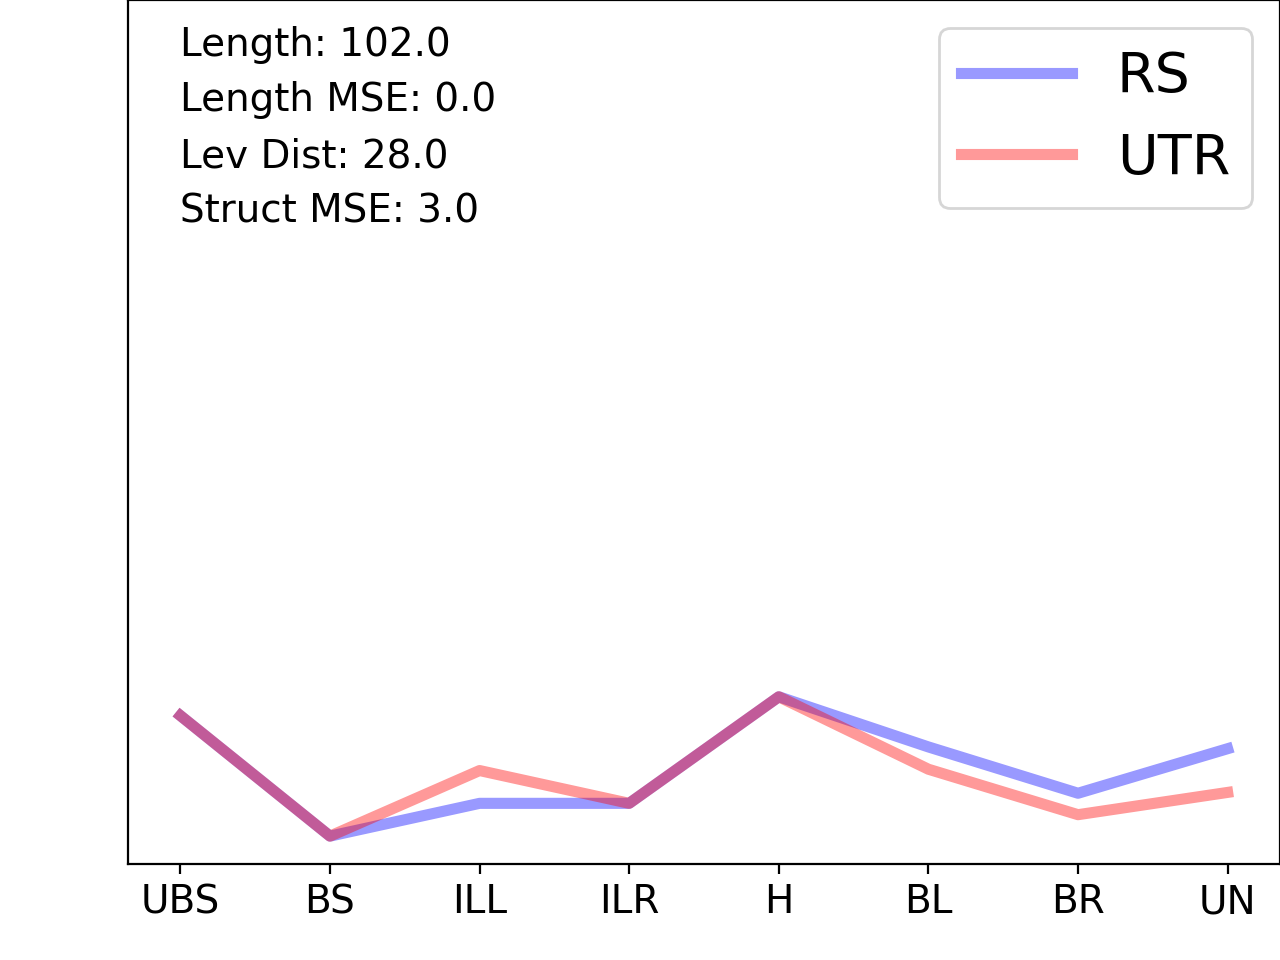 Length: 102.0
Length MSE: 0.0
Lev Dist: 28.0
Struct MSE: 3.0
RS
UTR
UBS BS ILL ILR H BL BR UN